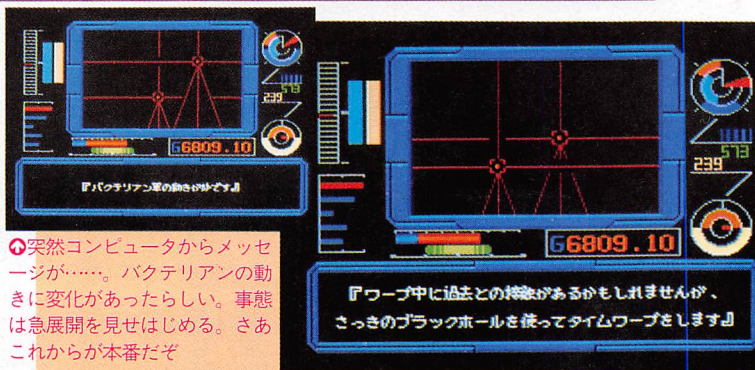 573
239
G6809.10
『バクテリアン軍の動きが変です。』
⬆突然コンピュータからメッセ
ージが……。バクテリアンの動
きに変化があったらしい。事態
は急展開を見せはじめる。さあ
これからが本番だぞ
573
239
G6809.10
『ワープ中に過去との接触があるかもしれませんが、
さっきのブラックホールを使ってタイムワープをします』